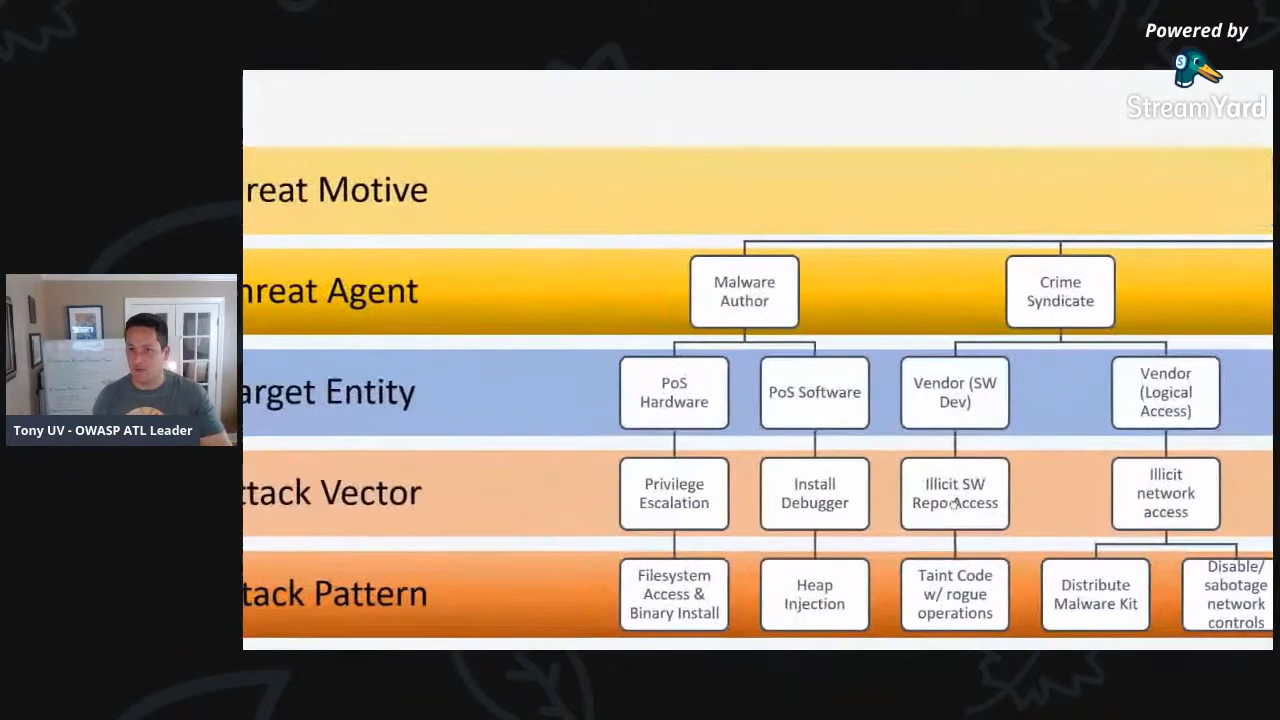 Powered by
StreamYard
reat Motive
hreat Agent
Malware
Author
Crime
Syndicate
arget Entity
PoS
Hardware
PoS Software
Vendor (SW
Dev)
Vendor
(Logical
Access)
ttack Vector
Privilege
Escalation
Install
Debugger
Illicit SW
Repo Access
Illicit
network
access
tack Pattern
Filesystem
Access &
Binary Install
Heap
Injection
Taint Code
w/ rogue
operations
Distribute
Malware Kit
Disable/
sabotage
network
controls
Tony UV - OWASP ATL Leader